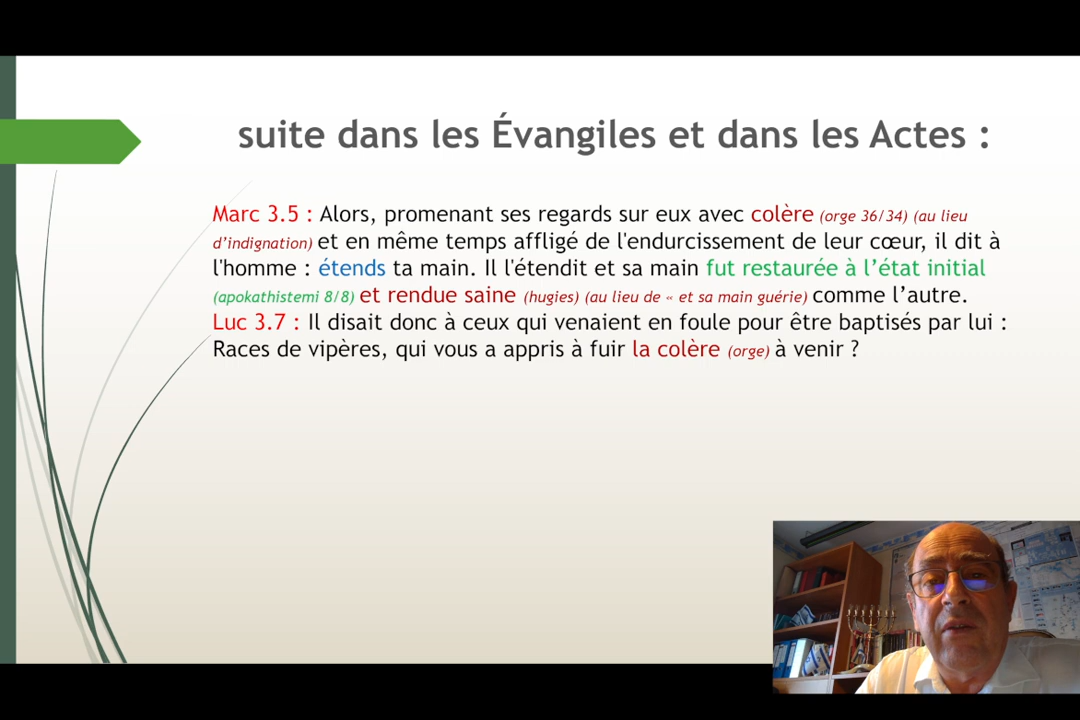 suite dans les Évangiles et dans les Actes :
Marc 3.5 : Alors, promenant ses regards sur eux avec colère (orge 36/34) (au lieu
d’indignation) et en même temps affligé de l'endurcissement de leur cœur, il dit à
l'homme : étends ta main. Il l'étendit et sa main fut restaurée à l’état initial
(apokathistemi 8/8) et rendue saine (hugies) (au lieu de « et sa main guérie) comme l’autre.
Luc 3.7 : Il disait donc à ceux qui venaient en foule pour être baptisés par lui :
Races de vipères, qui vous a appris à fuir la colère (orge) à venir ?